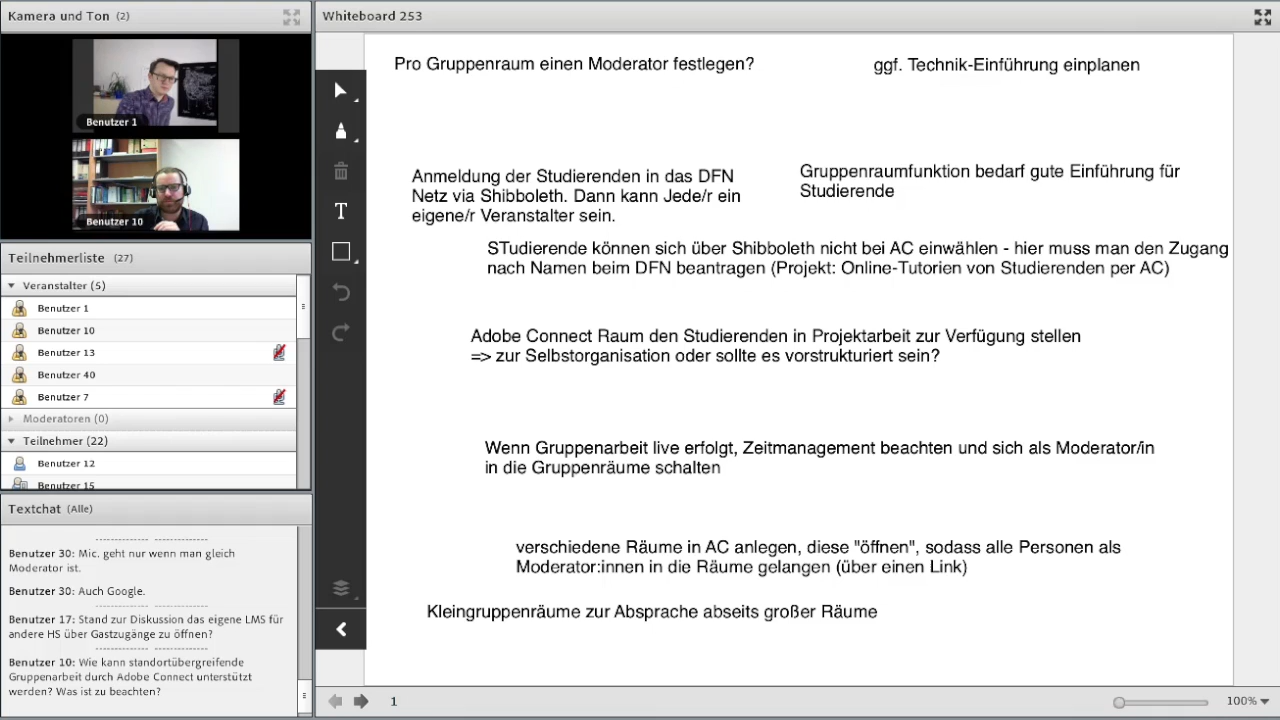 Kamera und Ton (2)
Benutzer 1
Benutzer 10
Teilnehmerliste (27)
Veranstalter (5)
Benutzer 1
Benutzer 10
Benutzer 13
Benutzer 40
Benutzer 7
Moderatoren (0)
Teilnehmer (22)
Benutzer 12
Benutzer 15
Textchat (Alle)
Benutzer 30: Mic. geht nur wenn man gleich
Moderator ist.
Benutzer 30: Auch Google.
Benutzer 17: Stand zur Diskussion das eigene LMS für
andere HS über Gastzugänge zu öffnen?
Benutzer 10: Wie kann standortübergreifende
Gruppenarbeit durch Adobe Connect unterstützt
werden? Was ist zu beachten?
Whiteboard 253
Pro Gruppenraum einen Moderator festlegen?
ggf. Technik-Einführung einplanen
Anmeldung der Studierenden in das DFN
Netz via Shibboleth. Dann kann Jede/r ein
eigene/r Veranstalter sein.
Gruppenraumfunktion bedarf gute Einführung für
Studierende
STudierende können sich über Shibboleth nicht bei AC einwählen - hier muss man den Zugang
nach Namen beim DFN beantragen (Projekt: Online-Tutorien von Studierenden per AC)
Adobe Connect Raum den Studierenden in Projektarbeit zur Verfügung stellen
=> zur Selbstorganisation oder sollte es vorstrukturiert sein?
Wenn Gruppenarbeit live erfolgt, Zeitmanagement beachten und sich als Moderator/in
in die Gruppenräume schalten
verschiedene Räume in AC anlegen, diese "öffnen", sodass alle Personen als
Moderator:innen in die Räume gelangen (über einen Link)
Kleingruppenräume zur Absprache abseits großer Räume
T
1
100%